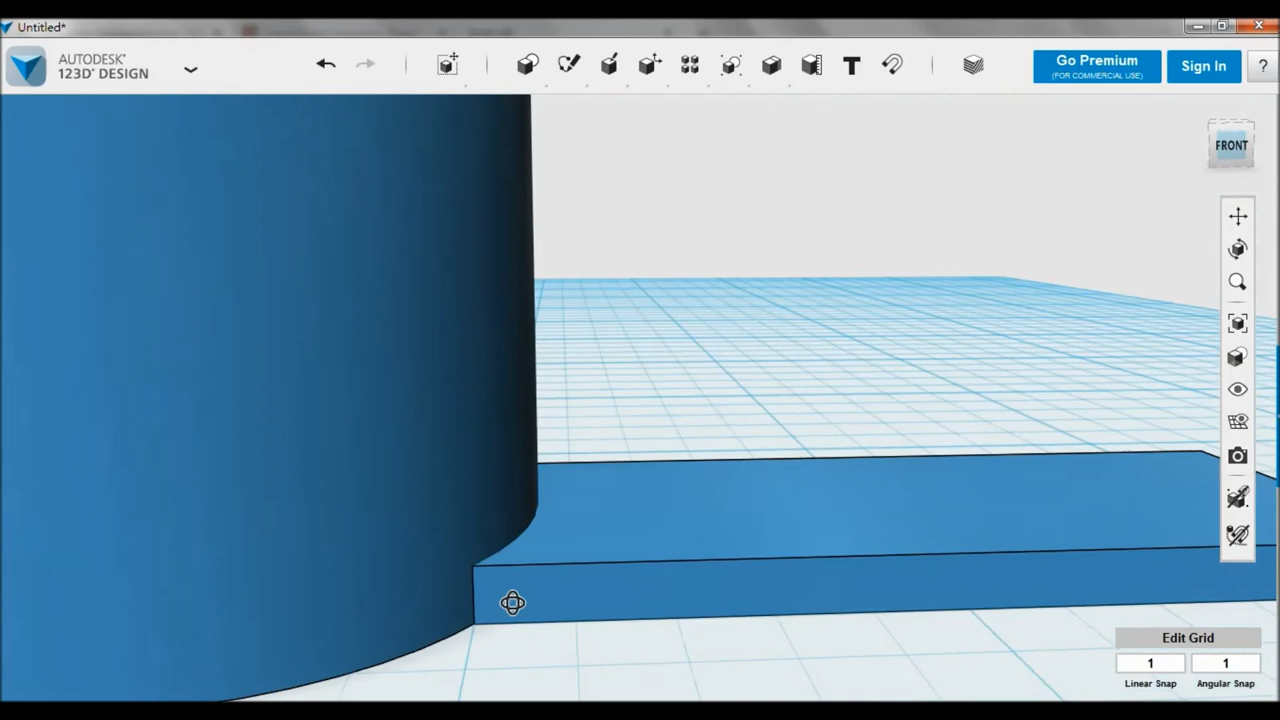 Untitled*
AUTODESK®
123D® DESIGN
Go Premium
(FOR COMMERCIAL USE)
Sign In
?
FRONT
Edit Grid
1
1
Linear Snap
Angular Snap